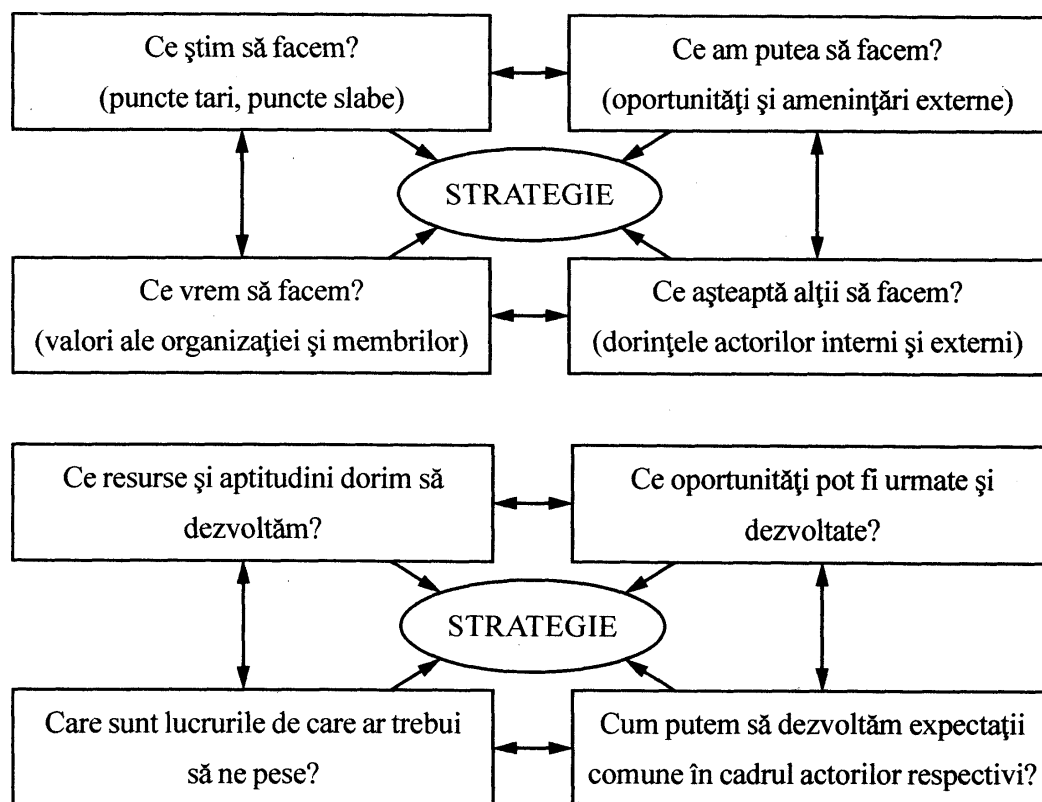 Ce ştim să facem?
(puncte tari, puncte slabe)
Ce am putea să facem?
(oportunităţi şi ameninţări externe)
STRATEGIE
Ce vrem să facem?
(valori ale organizaţiei şi membrilor)
Ce aşteaptă alţii să facem?
(dorinţele actorilor interni şi externi)
Ce resurse şi aptitudini dorim să
dezvoltăm?
Ce oportunităţi pot fi urmate şi
dezvoltate?
STRATEGIE
Care sunt lucrurile de care ar trebui
să ne pese?
Cum putem să dezvoltăm expectaţii
comune în cadrul actorilor respectivi?